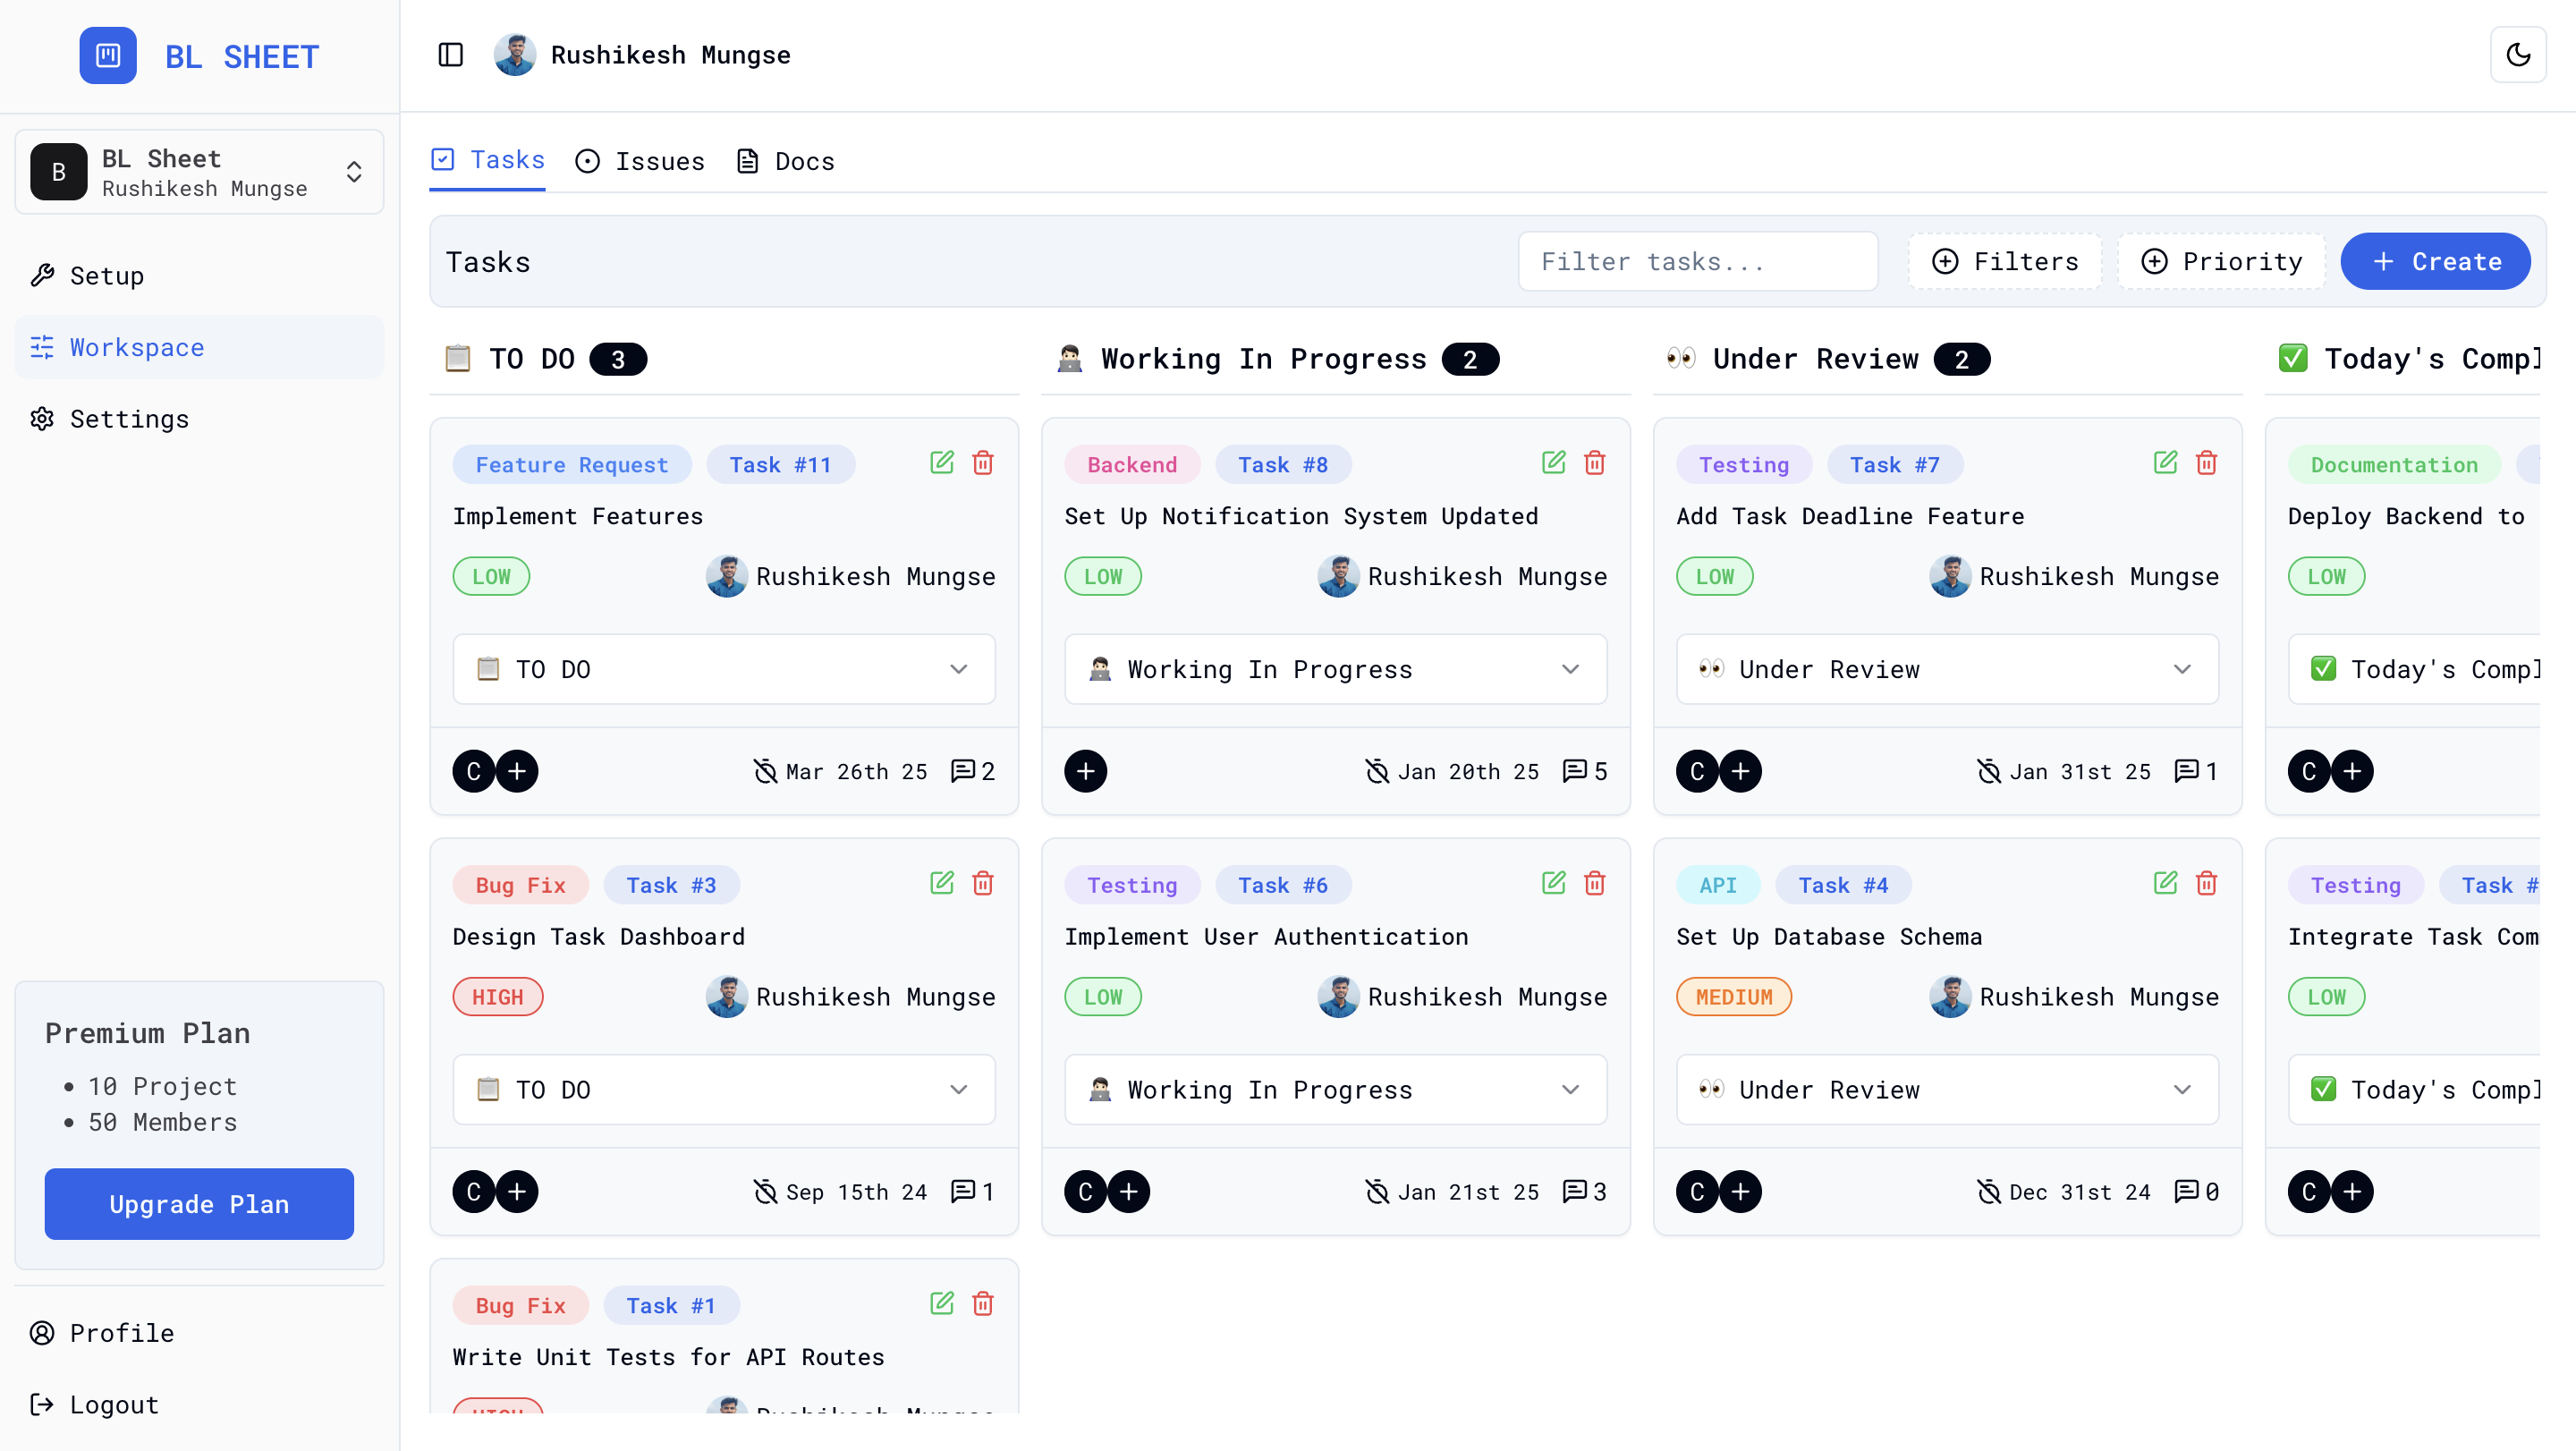 BL SHEET
B
BL Sheet
Rushikesh Mungse
Setup
Workspace
Settings
Premium Plan
10 Project
50 Members
Upgrade Plan
Profile
Logout
Rushikesh Mungse
Tasks
Issues
Docs
Tasks
Filter tasks...
Filters
Priority
Create
TO DO 3
Feature Request Task #11
Implement Features
LOW Rushikesh Mungse
TO DO
C Mar 26th 25 2
Bug Fix Task #3
Design Task Dashboard
HIGH Rushikesh Mungse
TO DO
C Sep 15th 24 1
Bug Fix Task #1
Write Unit Tests for API Routes
HIGH Rushikesh Mungse
Working In Progress 2
Backend Task #8
Set Up Notification System Updated
LOW Rushikesh Mungse
Working In Progress
Jan 20th 25 5
Testing Task #6
Implement User Authentication
LOW Rushikesh Mungse
Working In Progress
C Jan 21st 25 3
Under Review 2
Testing Task #7
Add Task Deadline Feature
LOW Rushikesh Mungse
Under Review
C Jan 31st 25 1
API Task #4
Set Up Database Schema
MEDIUM Rushikesh Mungse
Under Review
C Dec 31st 24 0
Today's Compl
Documentation
Deploy Backend to
LOW
Today's Compl
C
Testing Task #
Integrate Task Com
LOW
Today's Compl
C